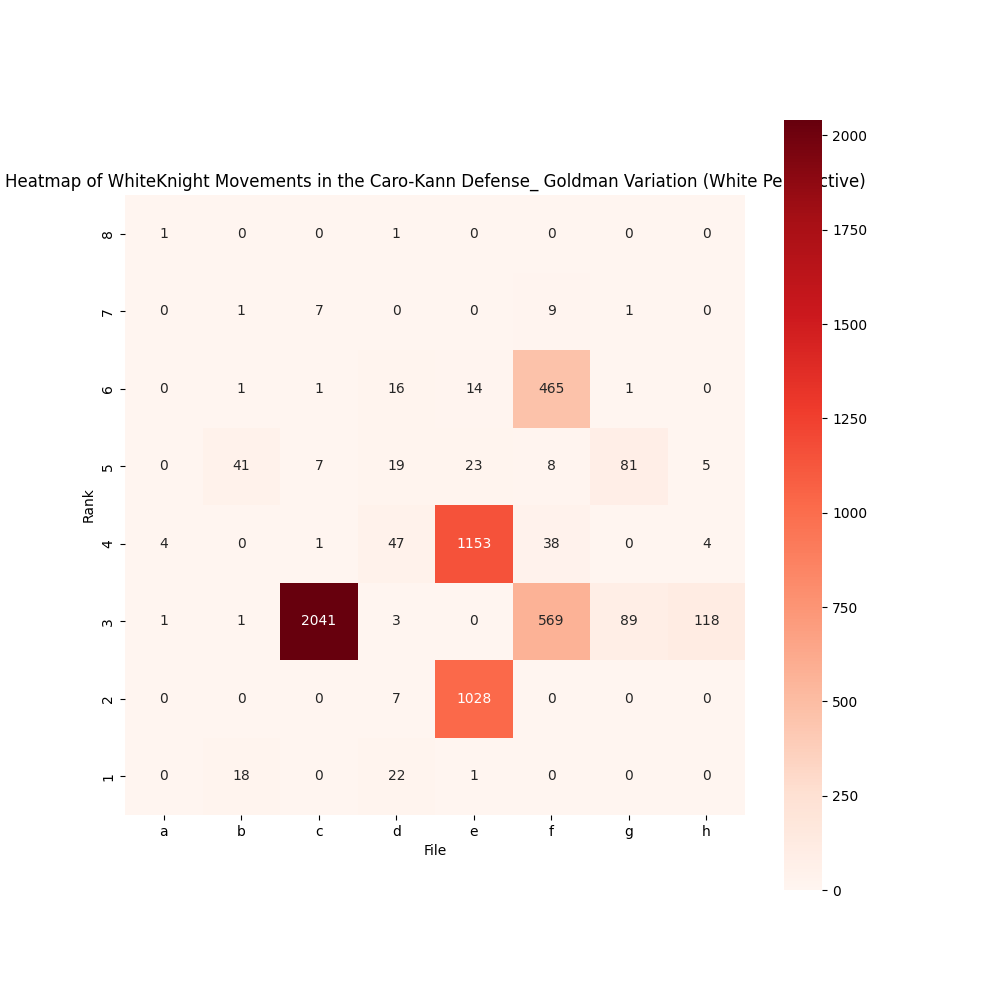 Heatmap of WhiteKnight Movements in the Caro-Kann Defense_ Goldman Variation (White Pe ctive)
8 1 0 0 1 0 0 0 0
7 0 1 7 0 0 9 1 0
6 0 1 1 16 14 465 1 0
5 0 41 7 19 23 8 81 5
4 4 0 1 47 1153 38 0 4
3 1 1 2041 3 0 569 89 118
2 0 0 0 7 1028 0 0 0
1 0 18 0 22 1 0 0 0
a b c d e f g h
Rank
File
2000
1750
1500
1250
1000
750
500
250
0